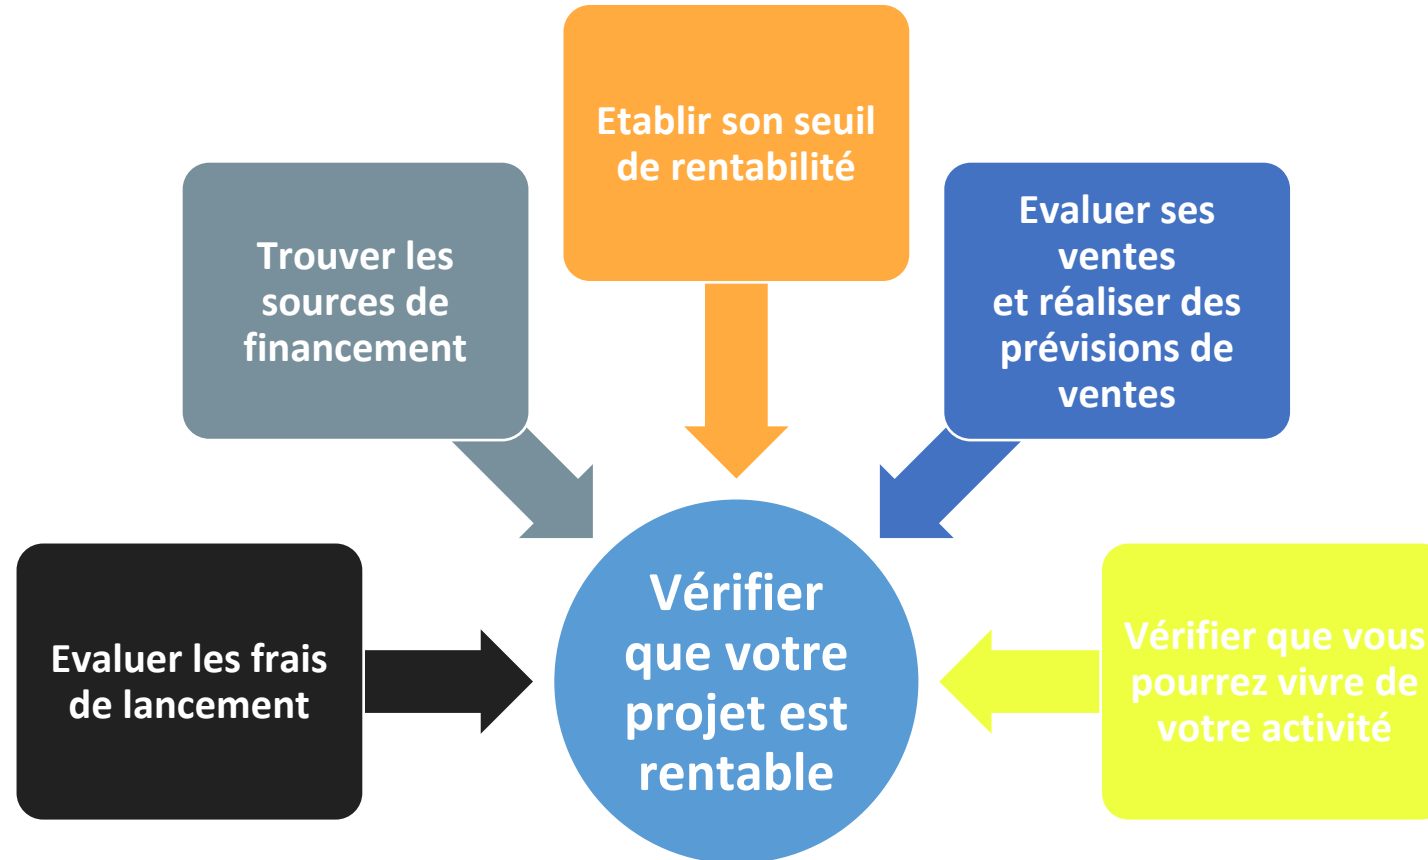 Etablir son seuil
de rentabilité
Trouver les
sources de
financement
Evaluer ses
ventes
et réaliser des
prévisions de
ventes
Evaluer les frais
de lancement
Vérifier
que votre
projet est
rentable
Vérifier que vous
pourrez vivre de
votre activité